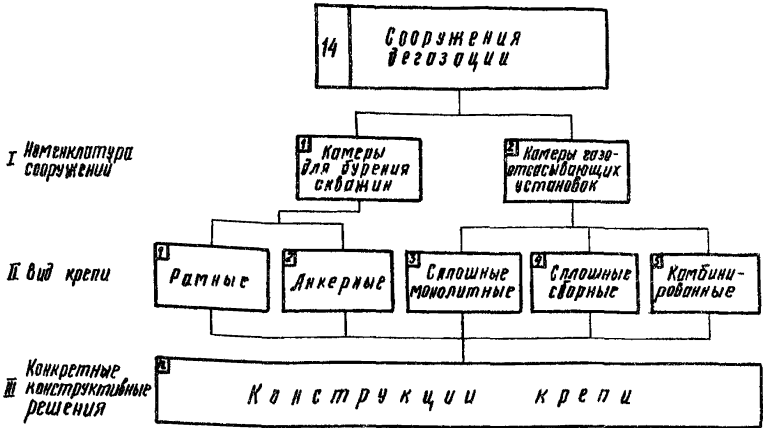 14
Сооружения
дегазации
I Номенклатура
сооружений
1
Камеры
для бурения
скважин
2
Камеры газо-
отсасывающих
установок
II Вид крепи
1
Рамные
2
Анкерные
3
Сплошные
монолитные
4
Сплошные
сборные
5
Комбини-
рованные
III Конкретные
конструктивные
решения
n
Конструкции крепи